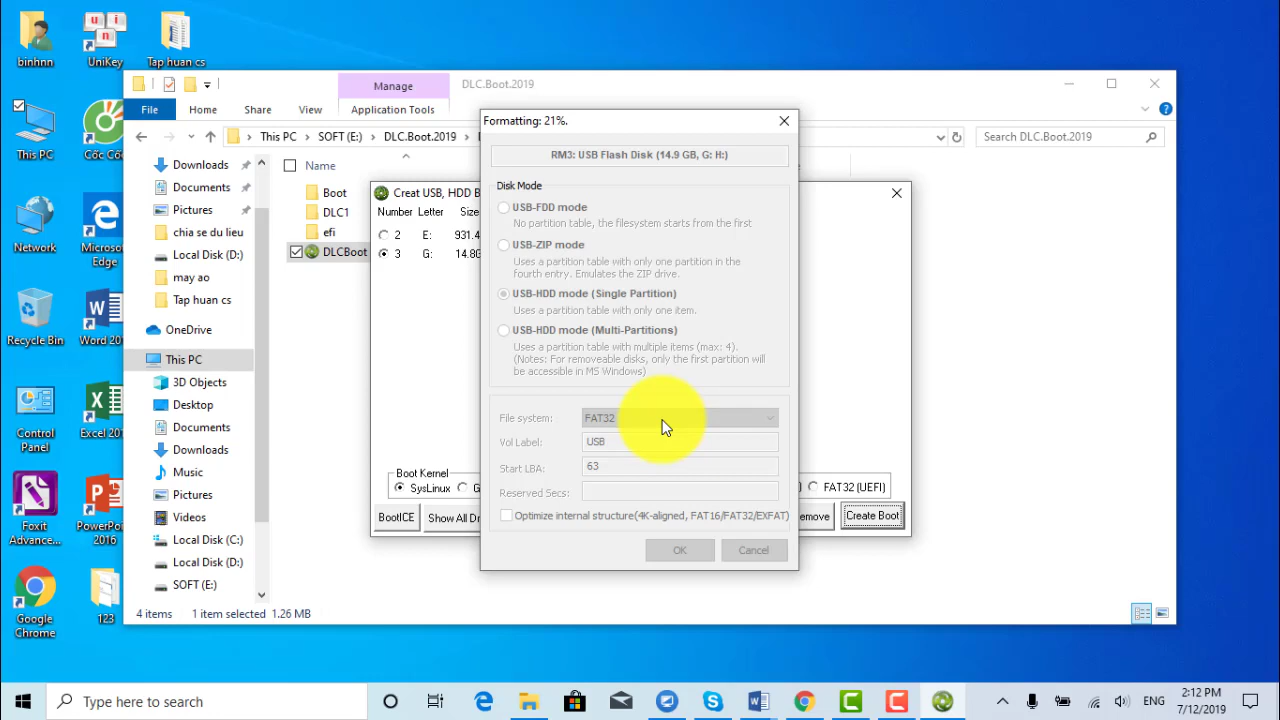 binhnn
UniKey
Tap huan cs
This PC
Cốc Cốc
Network
Microsoft
Edge
Recycle Bin
Word 20
Control
Panel
Excel 20
Foxit
Advance...
PowerPo
2016
Google
Chrome
123
Manage
DLC.Boot.2019
File
Home
Share
View
Application Tools
This PC
SOFT (E:)
DLC.Boot.2019
Search DLC.Boot.2019
Downloads
Documents
Pictures
chia se du lieu
Local Disk (D:)
may ao
Tap huan cs
OneDrive
This PC
3D Objects
Desktop
Documents
Downloads
Music
Pictures
Videos
Local Disk (C:)
Local Disk (D:)
SOFT (E:)
Name
Boot
DLC1
efi
DLCBoot
4 items
1 item selected 1.26 MB
Creat USB, HDD B
Number Letter
2 E: 931.4
3 G: 14.80
Boot Kernel
SysLinux
G
FAT32 (UEFI)
BootICE
Show All Dr
emove
Create Boot
Formatting: 21%.
RM3: USB Flash Disk (14.9 GB, G: H:)
Disk Mode
USB-FDD mode
No partition table, the filesystem starts from the first
USB-ZIP mode
Uses a partition table with only one partition in the
fourth entry. Emulates the ZIP drive.
USB-HDD mode (Single Partition)
Uses a partition table with only one item.
USB-HDD mode (Multi-Partitions)
Uses a partition table with multiple items (max: 4).
(Notes: For removeable disks, only the first partition will
be accessible in MS Windows)
File system: FAT32
Vol Label: USB
Start LBA: 63
Reserved Secs:
Optimize internal structure(4K-aligned, FAT16/FAT32/EXFAT)
OK
Cancel
Type here to search
ENG
2:12 PM
7/12/2019